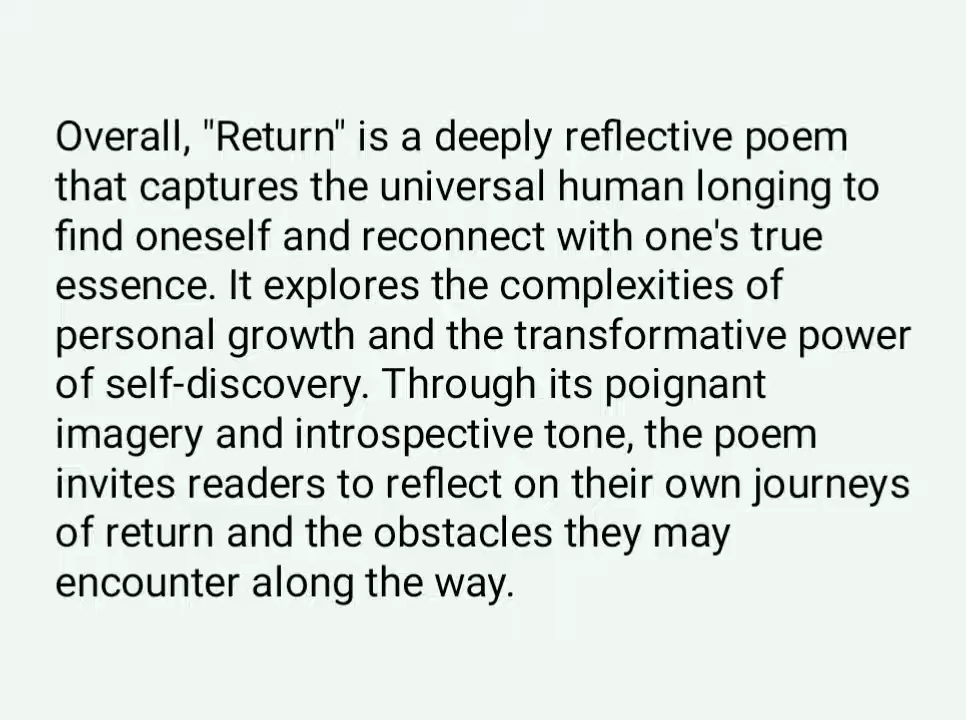 Overall, "Return" is a deeply reflective poem
that captures the universal human longing to
find oneself and reconnect with one's true
essence. It explores the complexities of
personal growth and the transformative power
of self-discovery. Through its poignant
imagery and introspective tone, the poem
invites readers to reflect on their own journeys
of return and the obstacles they may
encounter along the way.